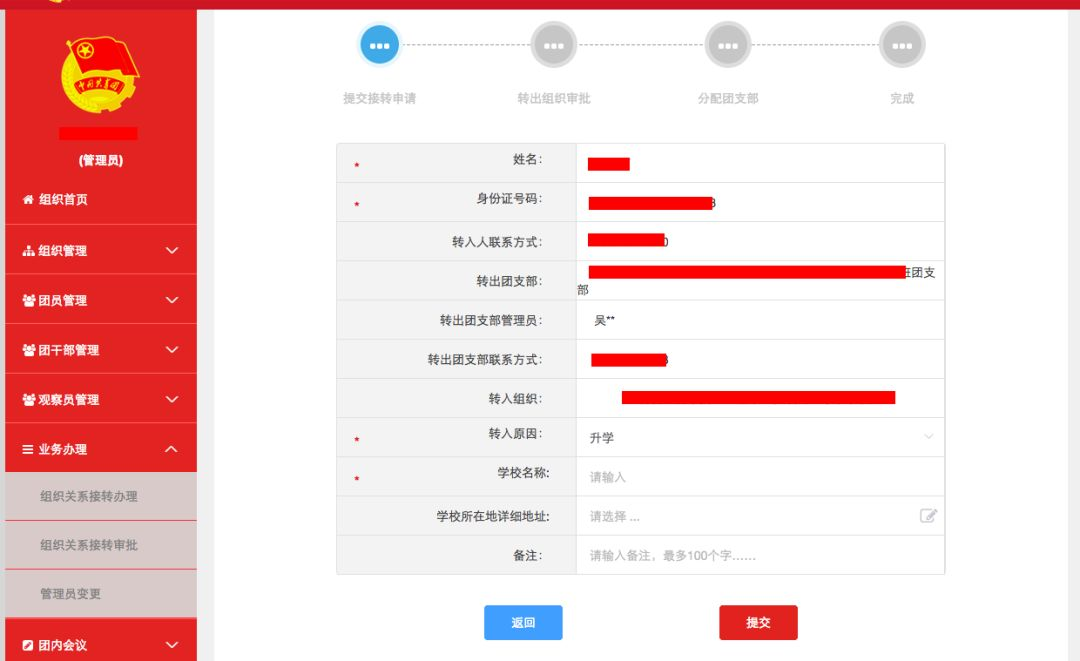 中国共青团
(管理员)
组织首页
组织管理
团员管理
团干部管理
观察员管理
业务办理
组织关系接转办理
组织关系接转审批
管理员变更
团内会议
提交接转申请
转出组织审批
分配团支部
完成
* 姓名：
* 身份证号码：
转入人联系方式：
转出团支部： 团支
部
转出团支部管理员： 吴**
转出团支部联系方式：
转入组织：
* 转入原因： 升学
* 学校名称: 请输入
学校所在地详细地址: 请选择 ...
备注： 请输入备注，最多100个字......
返回
提交